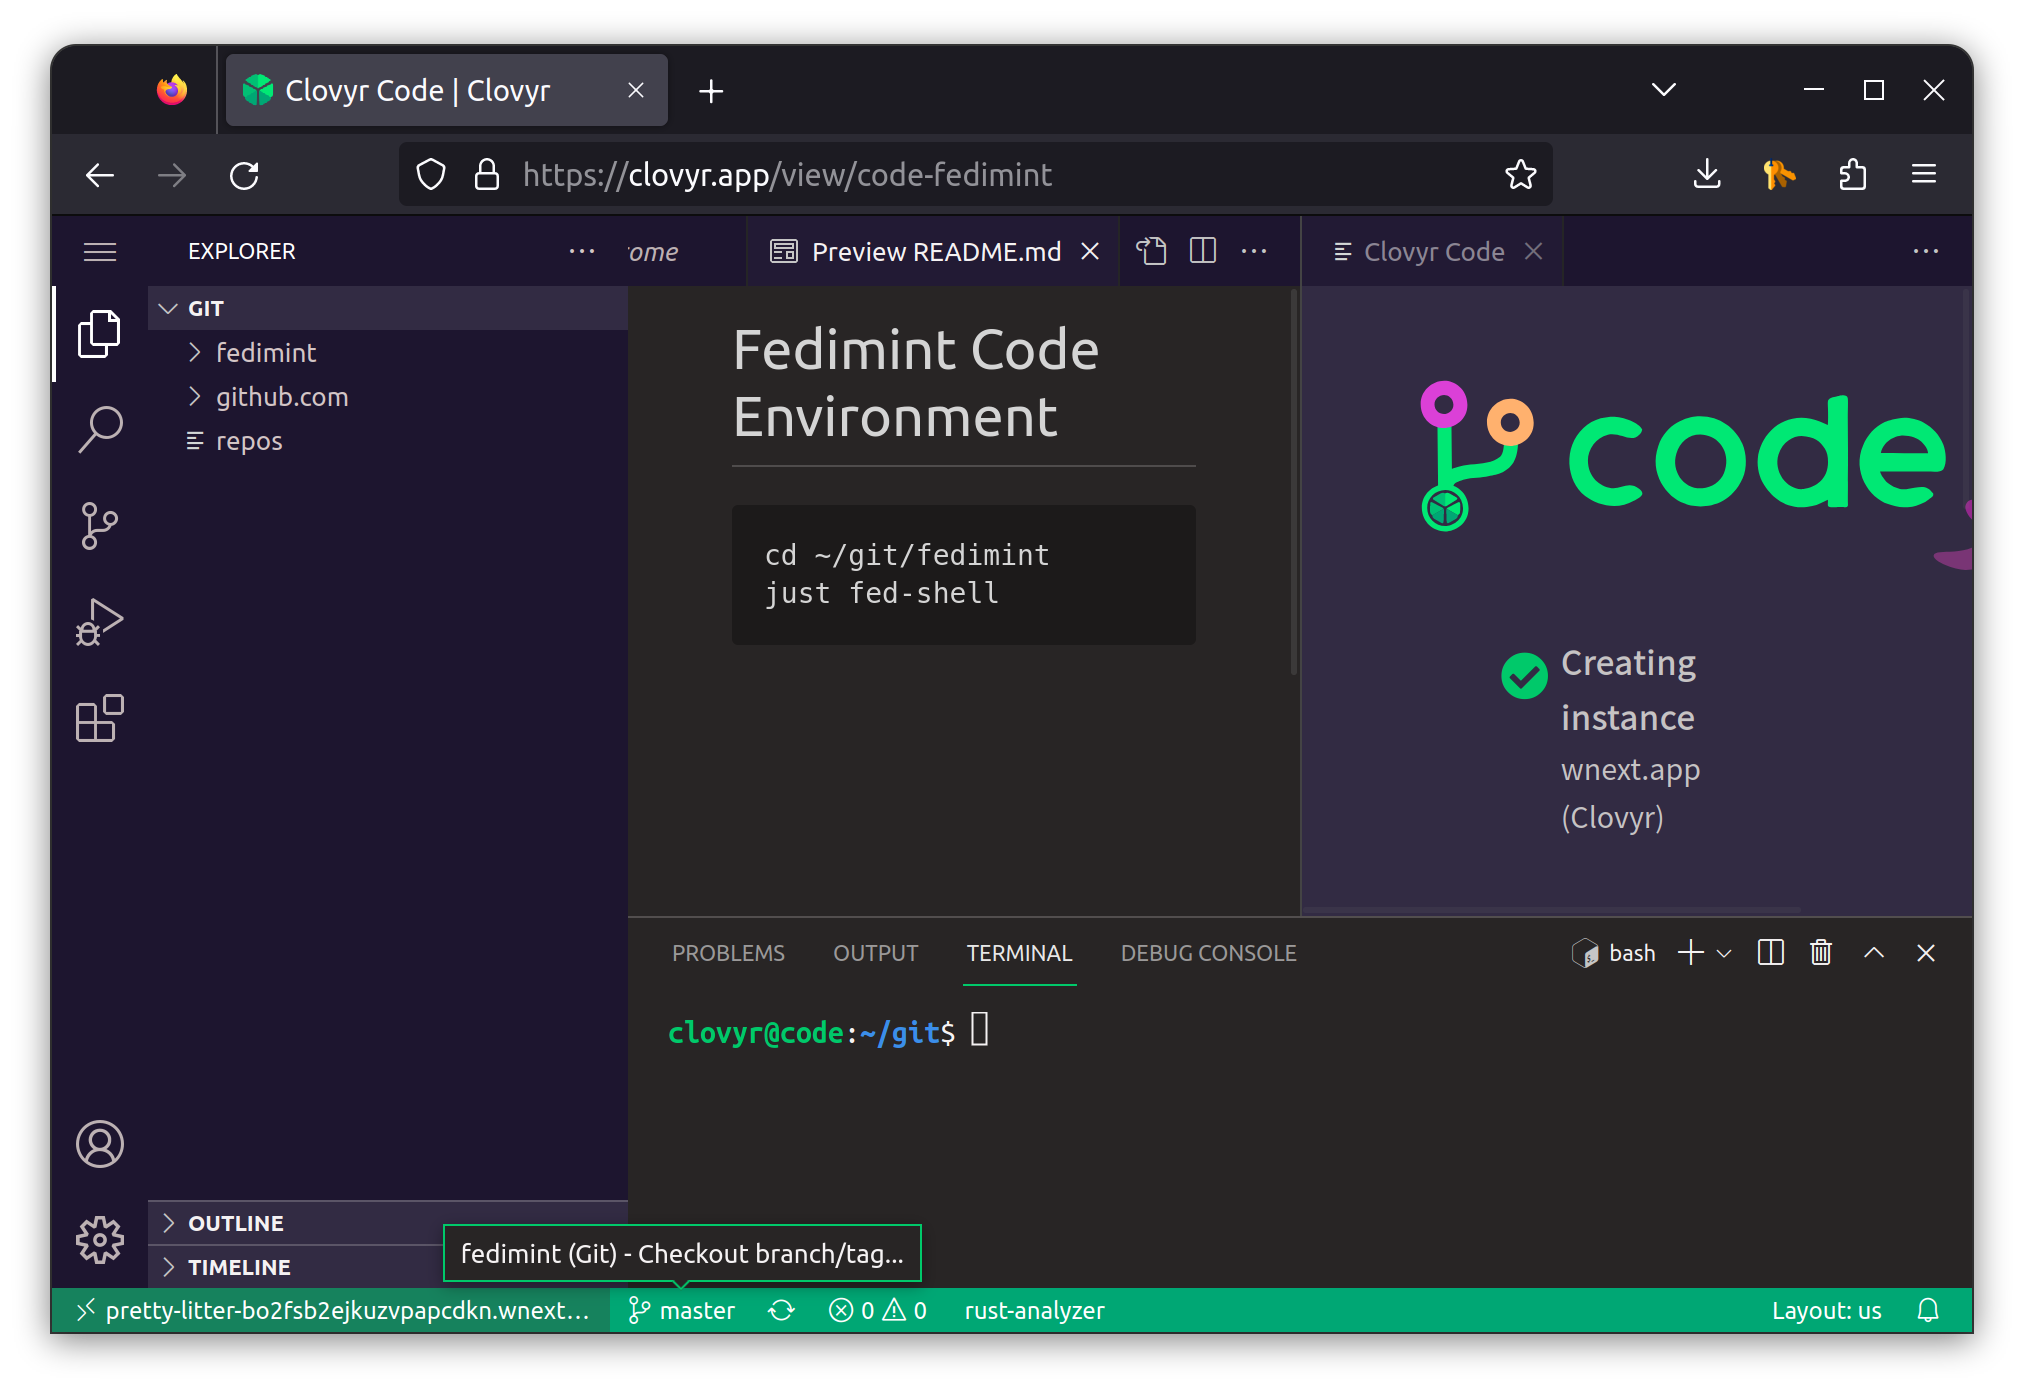 Clovyr Code | Clovyr
https://clovyr.app/view/code-fedimint
EXPLORER
ome
Preview README.md
Clovyr Code
GIT
fedimint
github.com
repos
Fedimint Code
Environment
cd ~/git/fedimint
just fed-shell
code
Creating
instance
wnext.app
(Clovyr)
PROBLEMS
OUTPUT
TERMINAL
DEBUG CONSOLE
bash
clovyr@code:~/git$
OUTLINE
TIMELINE
fedimint (Git) - Checkout branch/tag...
pretty-litter-bo2fsb2ejkuzvpapcdkn.wnext...
master
0
0
rust-analyzer
Layout: us